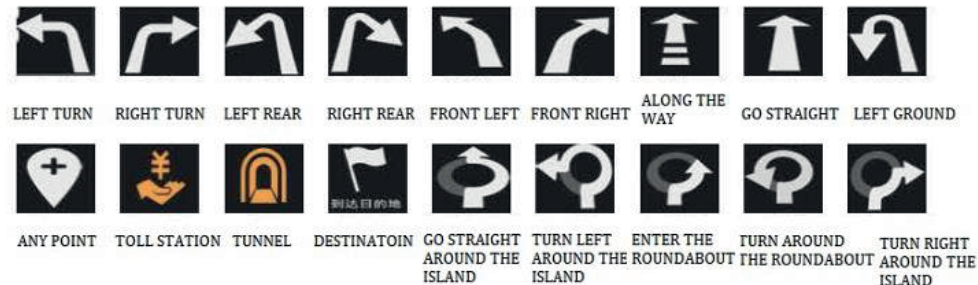 LEFT TURN
RIGHT TURN
LEFT REAR
RIGHT REAR
FRONT LEFT
FRONT RIGHT
ALONG THE
WAY
GO STRAIGHT
LEFT GROUND
¥
到达目的地
ANY POINT
TOLL STATION
TUNNEL
DESTINATOIN
GO STRAIGHT
AROUND THE
ISLAND
TURN LEFT
AROUND THE
ISLAND
ENTER THE
ROUNDABOUT
TURN AROUND
THE ROUNDABOUT
TURN RIGHT
AROUND THE
ISLAND